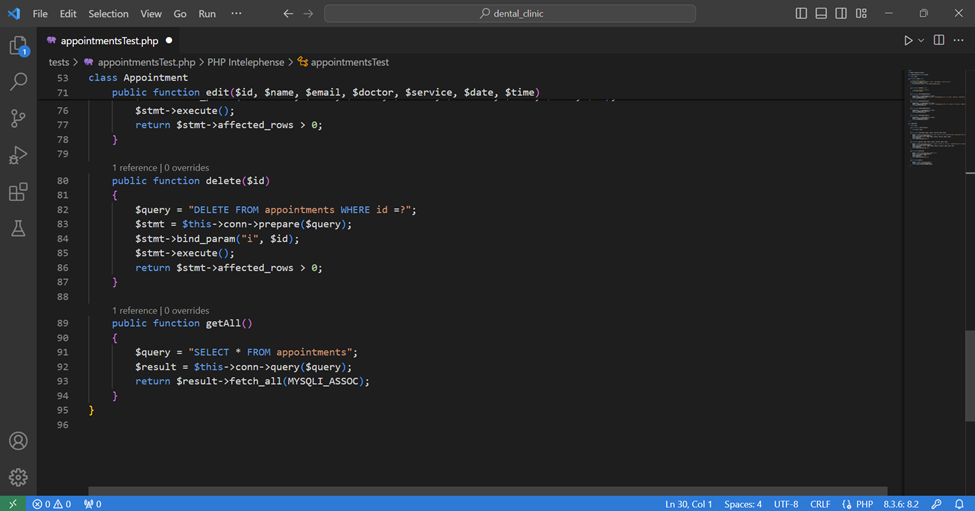 File Edit Selection View Go Run ··· dental_clinic
appointmentsTest.php
tests > appointmentsTest.php > PHP Intelephense > appointmentsTest
53 class Appointment
71 public function edit($id, $name, $email, $doctor, $service, $date, $time)
76 $stmt->execute();
77 return $stmt->affected_rows > 0;
78 }
79
1 reference | 0 overrides
80 public function delete($id)
81 {
82 $query = "DELETE FROM appointments WHERE id =?";
83 $stmt = $this->conn->prepare($query);
84 $stmt->bind_param("i", $id);
85 $stmt->execute();
86 return $stmt->affected_rows > 0;
87 }
88
1 reference | 0 overrides
89 public function getAll()
90 {
91 $query = "SELECT * FROM appointments";
92 $result = $this->conn->query($query);
93 return $result->fetch_all(MYSQLI_ASSOC);
94 }
95 }
96
1
0 0 0 Ln 30, Col 1 Spaces: 4 UTF-8 CRLF PHP 8.3.6: 8.2